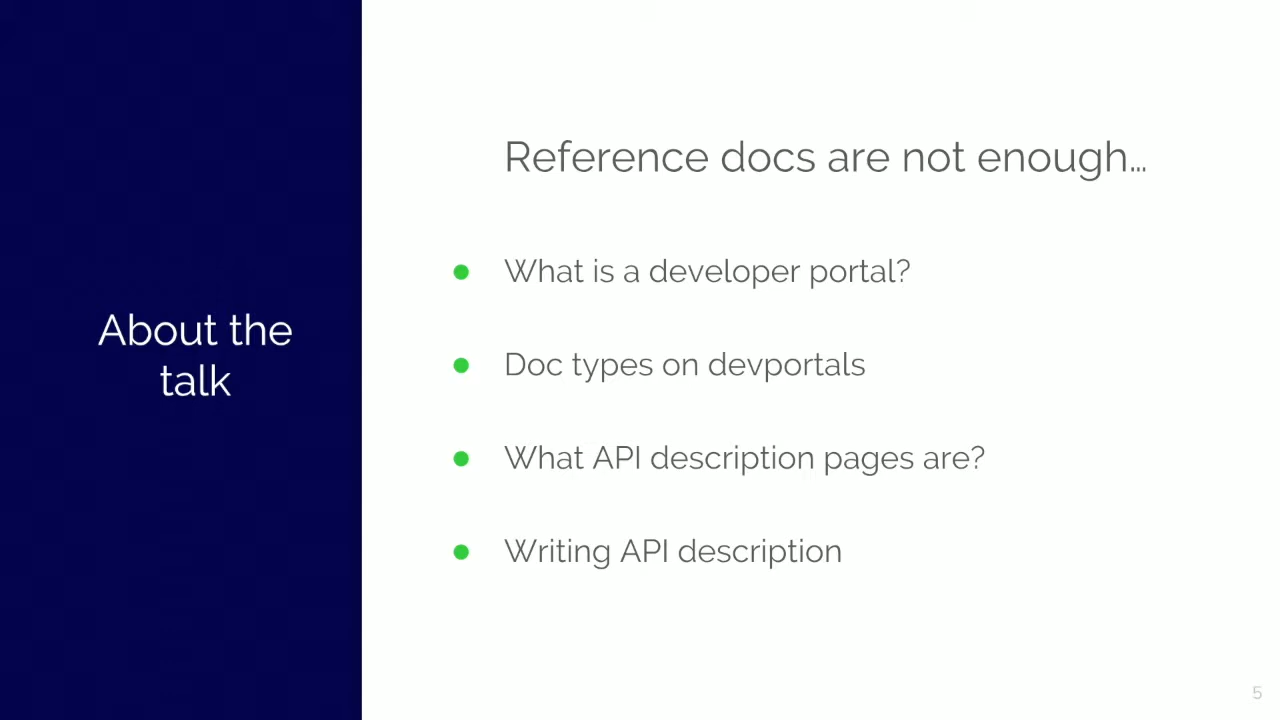 About the
talk
Reference docs are not enough…
What is a developer portal?
Doc types on devportals
What API description pages are?
Writing API description
5